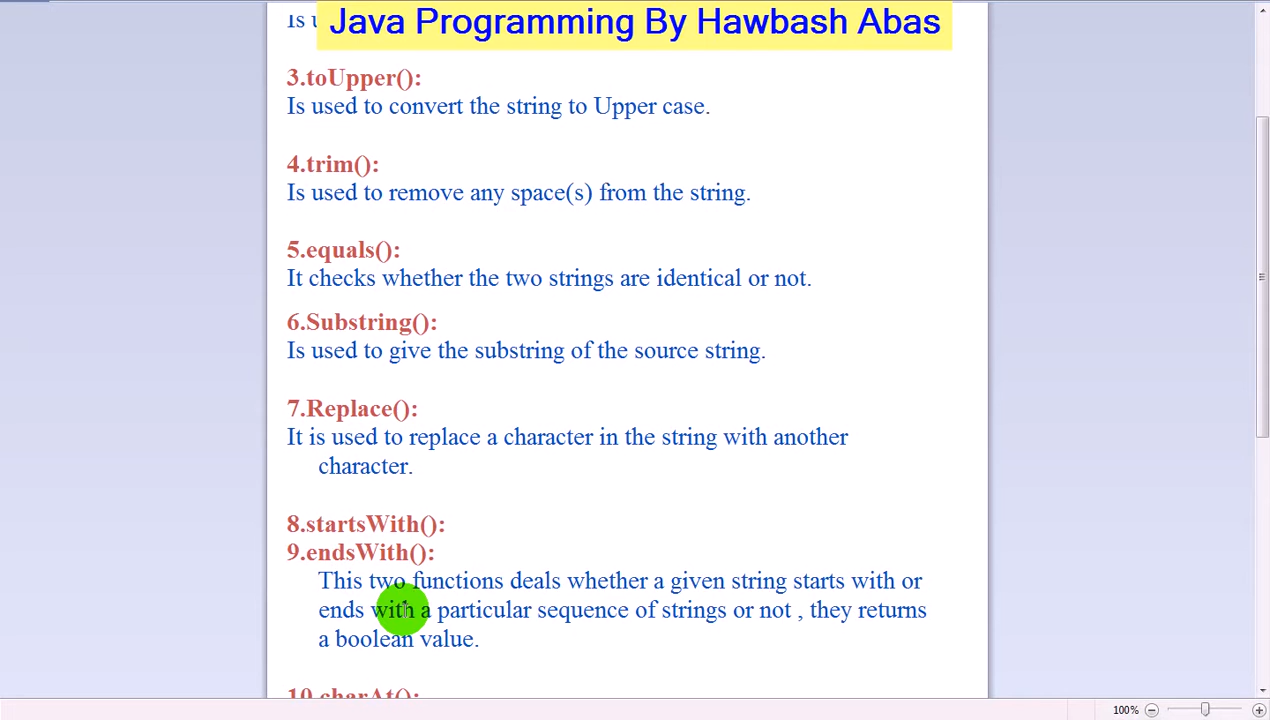 Java Programming By Hawbash Abas
Is
3.toUpper():
Is used to convert the string to Upper case.
4.trim():
Is used to remove any space(s) from the string.
5.equals():
It checks whether the two strings are identical or not.
6.Substring():
Is used to give the substring of the source string.
7.Replace():
It is used to replace a character in the string with another
character.
8.startsWith():
9.endsWith():
This two functions deals whether a given string starts with or
ends with a particular sequence of strings or not , they returns
a boolean value.
10.charAt():
100%